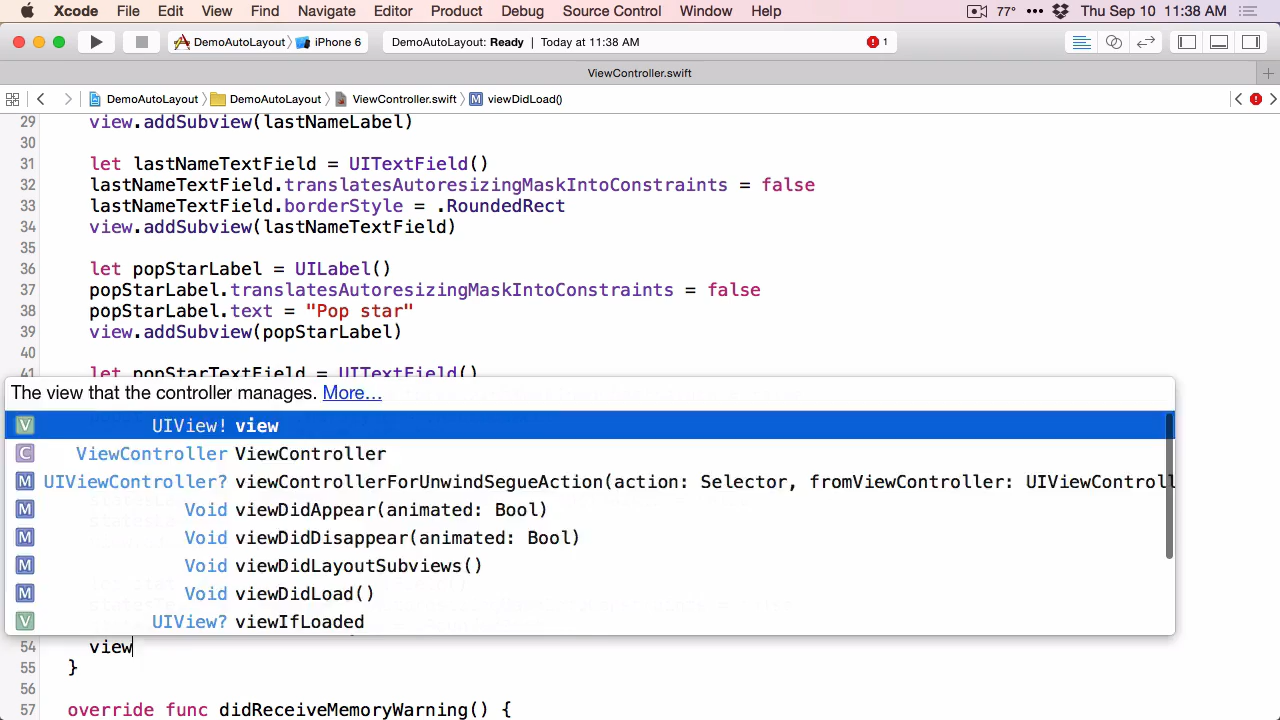 Xcode File Edit View Find Navigate Editor Product Debug Source Control Window Help 77° Thu Sep 10 11:38 AM
DemoAutoLayout iPhone 6 DemoAutoLayout: Ready Today at 11:38 AM 1
ViewController.swift
DemoAutoLayout DemoAutoLayout ViewController.swift M viewDidLoad()
29 view.addSubview(lastNameLabel)
30
31 let lastNameTextField = UITextField()
32 lastNameTextField.translatesAutoresizingMaskIntoConstraints = false
33 lastNameTextField.borderStyle = .RoundedRect
34 view.addSubview(lastNameTextField)
35
36 let popStarLabel = UILabel()
37 popStarLabel.translatesAutoresizingMaskIntoConstraints = false
38 popStarLabel.text = "Pop star"
39 view.addSubview(popStarLabel)
40
41 let popStarTextField = UITextField()
The view that the controller manages. More...
V UIView! view
C ViewController ViewController
M UIViewController? viewControllerForUnwindSegueAction(action: Selector, fromViewController: UIViewControll
M Void viewDidAppear(animated: Bool)
M Void viewDidDisappear(animated: Bool)
M Void viewDidLayoutSubviews()
M Void viewDidLoad()
V UIView? viewIfLoaded
54 view
55 }
56
57 override func didReceiveMemoryWarning() {